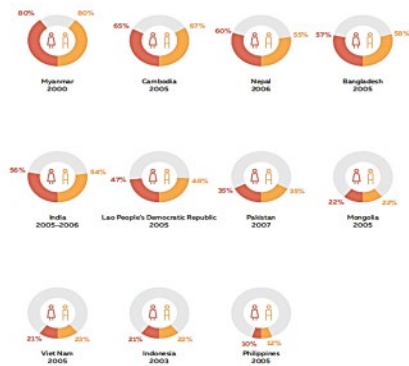 80% 80%
Myanmar
2000
65% 67%
Cambodia
2005
60% 55%
Nepal
2006
57% 58%
Bangladesh
2005
56% 54%
India
2005–2006
47% 48%
Lao People's Democratic Republic
2005
35% 35%
Pakistan
2007
22% 22%
Mongolia
2005
21% 23%
Viet Nam
2005
21% 22%
Indonesia
2003
10% 12%
Philippines
2005